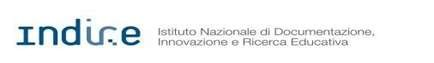 indire Istituto Nazionale di Documentazione,
Innovazione e Ricerca Educativa